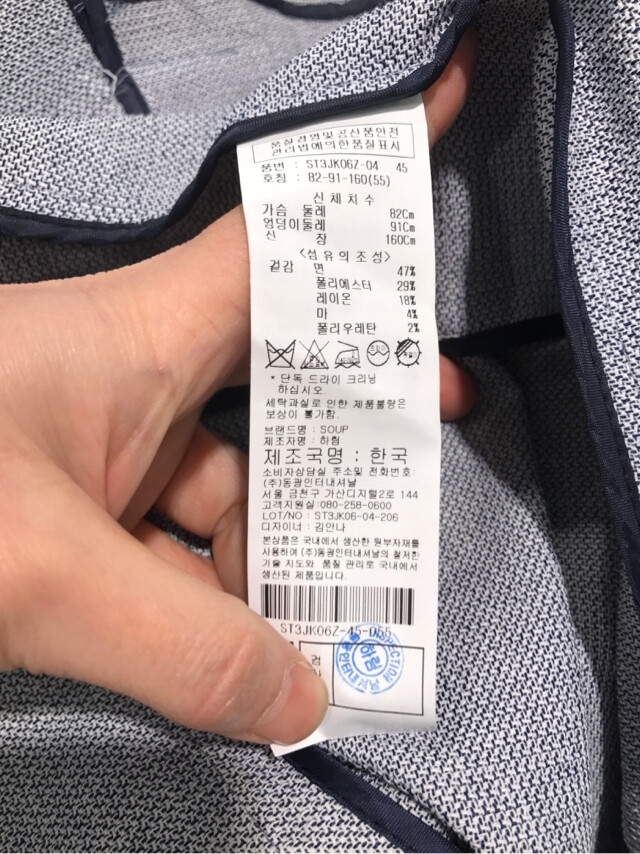 품질경영및공산품안전
관리법에의한품질표시
품번 : ST3JK06Z-04 45
호칭 : 82-91-160(55)
신체치수
가슴 둘레 82Cm
엉덩이둘레 91Cm
신 장 160Cm
<섬유의조성>
겉감 면 47%
폴리에스터 29%
레이온 18%
마 4%
폴리우레탄 2%
* 단독 드라이 크리닝
하십시오.
세탁과실로 인한 제품불량은
보상이 불가함.
브랜드명 : SOUP
제조자명 : 하림
제조국명 : 한국
소비자상담실 주소및 전화번호:
(주)동광인터내셔날
서울 금천구 가산디지털2로 144
고객지원실:080-258-0600
LOT/NO : ST3JK06-04-206
디자이너 : 김안나
본상품은 국내에서 생산한 원부자재를
사용하여 (주)동광인터내셔날의 철저한
기술 지도와 품질 관리로 국내에서
생산된 제품입니다.
ST3JK06Z-45-055
검
하림
INSPECTION